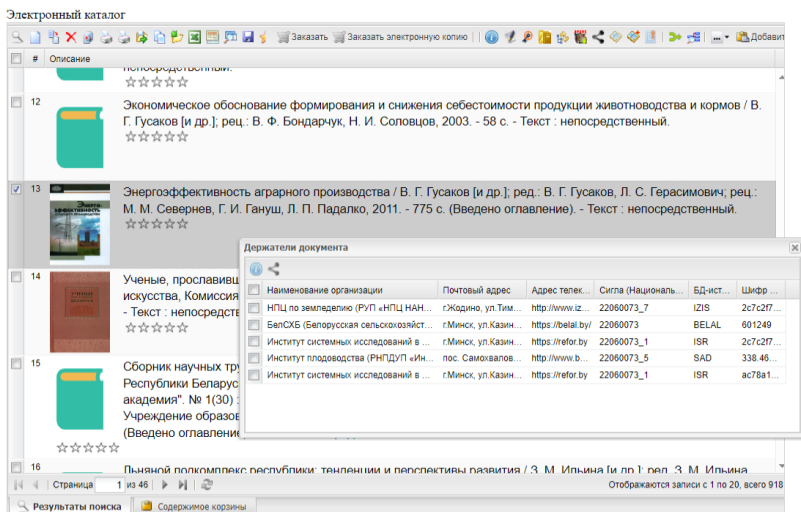 Электронный каталог
Заказать Заказать электронную копию Добавит
# Описание
непосредственный.
12 Экономическое обоснование формирования и снижения себестоимости продукции животноводства и кормов / В.
Г. Гусаков [и др.]; рец.: В. Ф. Бондарчук, Н. И. Соловцов, 2003. - 58 с. - Текст : непосредственный.
13 Энергоэффективность аграрного производства / В. Г. Гусаков [и др.]; ред.: В. Г. Гусаков, Л. С. Герасимович; рец.:
М. М. Севернев, Г. И. Гануш, Л. П. Падалко, 2011. - 775 с. (Введено оглавление). - Текст : непосредственный.
Держатели документа
Наименование организации Почтовый адрес Адрес телек... Сигла (Националь... БД-ист... Шифр ...
НПЦ по земледелию (РУП «НПЦ НАН... г.Жодино, ул.Тим... http://www.iz... 22060073_7 IZIS 2c7c2f7...
БелСХБ (Белорусская сельскохозяйст... г.Минск, ул.Казин... https://belal.by/ 22060073 BELAL 601249
Институт системных исследований в ... г.Минск, ул.Казин... https://refor.by 22060073_1 ISR 2c7c2f7...
Институт плодоводства (РНПДУП «Ин... пос. Самохвалов... http://www.b... 22060073_5 SAD 338.46...
Институт системных исследований в ... г.Минск, ул.Казин... https://refor.by 22060073_1 ISR ac78a1...
14 Ученые, прославивш
искусства, Комиссия
- Текст : непосредств
15 Сборник научных тру
Республики Беларус
академия". № 1(30) :
Учреждение образов
(Введено оглавление
16 Льняной подкомплекс республики: тенденции и перспективы развития / З. М. Ильина [и др.]; ред. З. М. Ильина
Страница 1 из 46 Отображаются записи с 1 по 20, всего 918
Результаты поиска Содержимое корзины